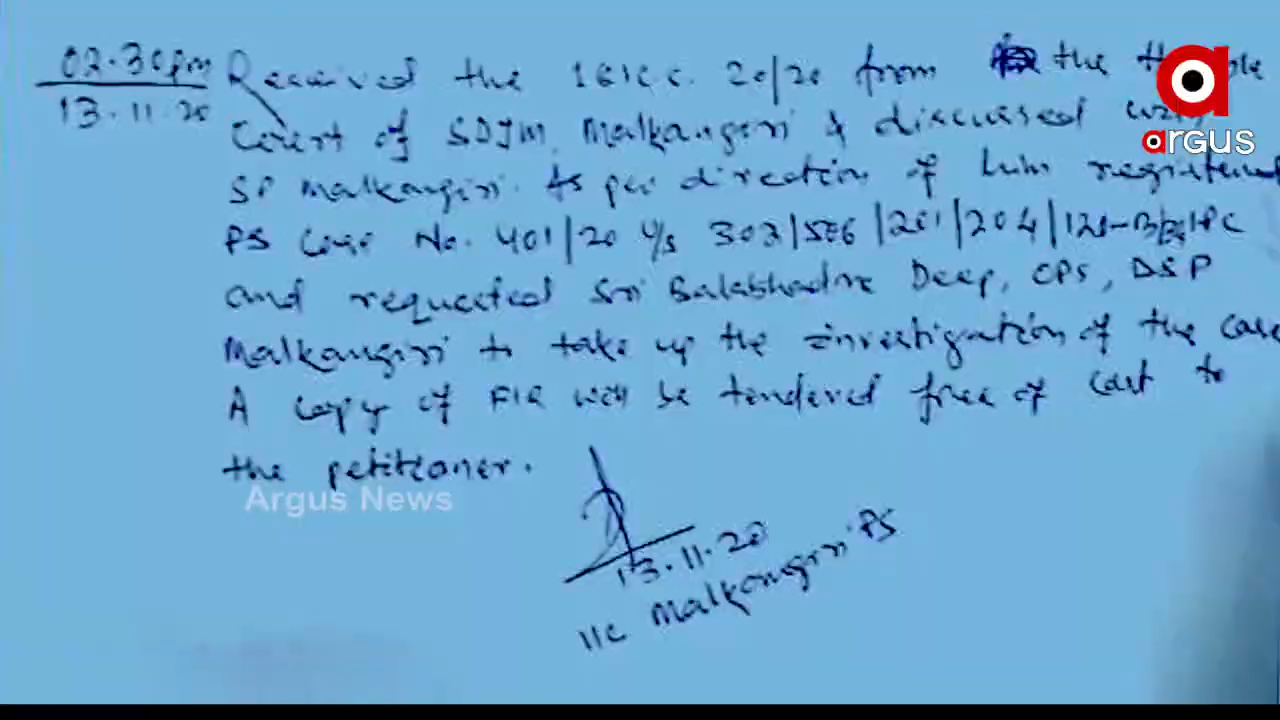 02.30pm
13.11.20
Received the 1 CC. 20/20 from the
Court of SDJM, Malkangiri & discussed with
SP Malkangiri. As per direction of him registered
PS Case No. 401/20 U/s 302/506/201/204/120-B/ IPC
and requested Sri Balabhadra Deep, OPS, DSP
Malkangiri to take up the investigation of the case
A copy of FIR will be tendered free of cost to
the petitioner.
13.11.20
IIC Malkangiri PS
Argus News
argus